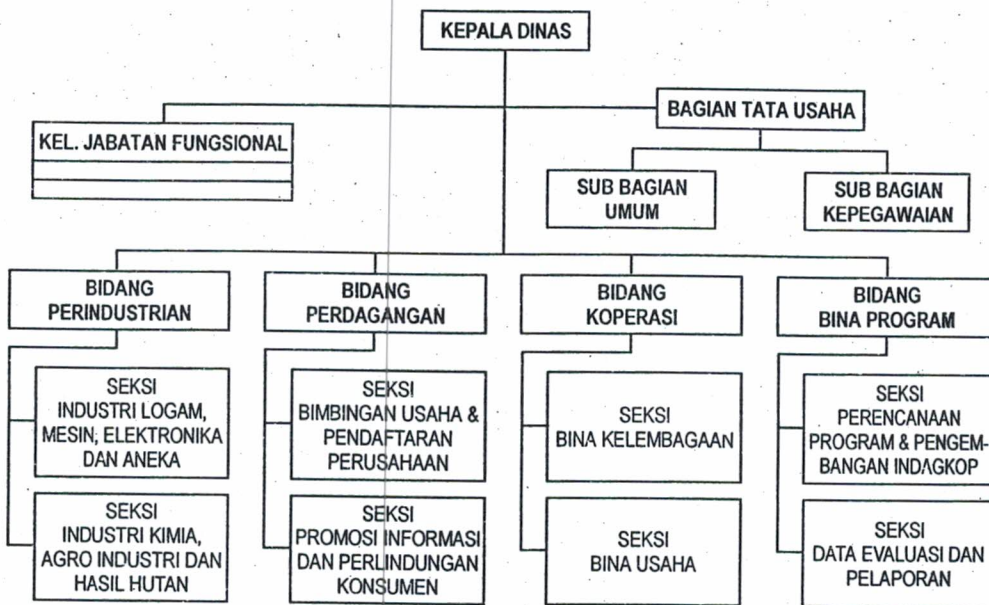 KEPALA DINAS
BAGIAN TATA USAHA
KEL. JABATAN FUNGSIONAL
SUB BAGIAN
UMUM
SUB BAGIAN
KEPEGAWAIAN
BIDANG
PERINDUSTRIAN
BIDANG
PERDAGANGAN
BIDANG
KOPERASI
BIDANG
BINA PROGRAM
SEKSI
INDUSTRI LOGAM,
MESIN, ELEKTRONIKA
DAN ANEKA
SEKSI
BIMBINGAN USAHA &
PENDAFTARAN
PERUSAHAAN
SEKSI
BINA KELEMBAGAAN
SEKSI
PERENCANAAN
PROGRAM & PENGEM-
BANGAN INDAGKOP
SEKSI
INDUSTRI KIMIA,
AGRO INDUSTRI DAN
HASIL HUTAN
SEKSI
PROMOSI INFORMASI
DAN PERLINDUNGAN
KONSUMEN
SEKSI
BINA USAHA
SEKSI
DATA EVALUASI DAN
PELAPORAN